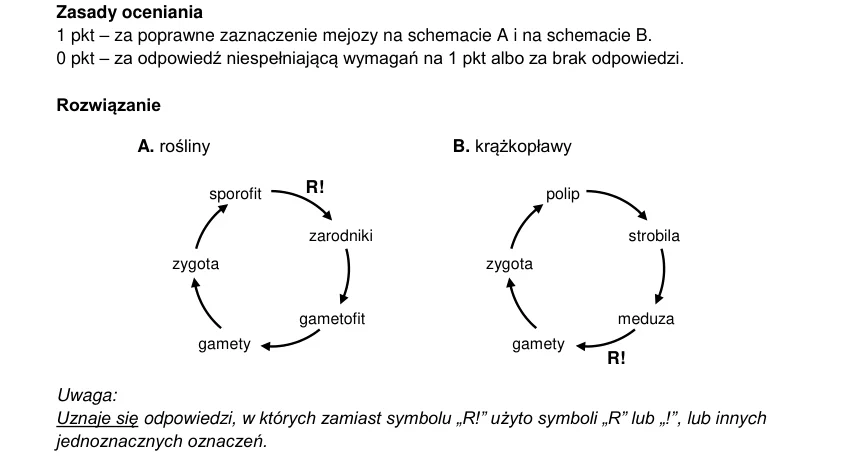 Zasady oceniania
1 pkt – za poprawne zaznaczenie mejozy na schemacie A i na schemacie B.
0 pkt – za odpowiedź niespełniającą wymagań na 1 pkt albo za brak odpowiedzi.
Rozwiązanie
A. rośliny
sporofit
R!
zarodniki
zygota
gametofit
gamety
B. krążkopławy
polip
strobila
zygota
meduza
gamety
R!
Uwaga:
Uznaje się odpowiedzi, w których zamiast symbolu „R!” użyto symboli „R” lub „!”, lub innych
jednoznacznych oznaczeń.